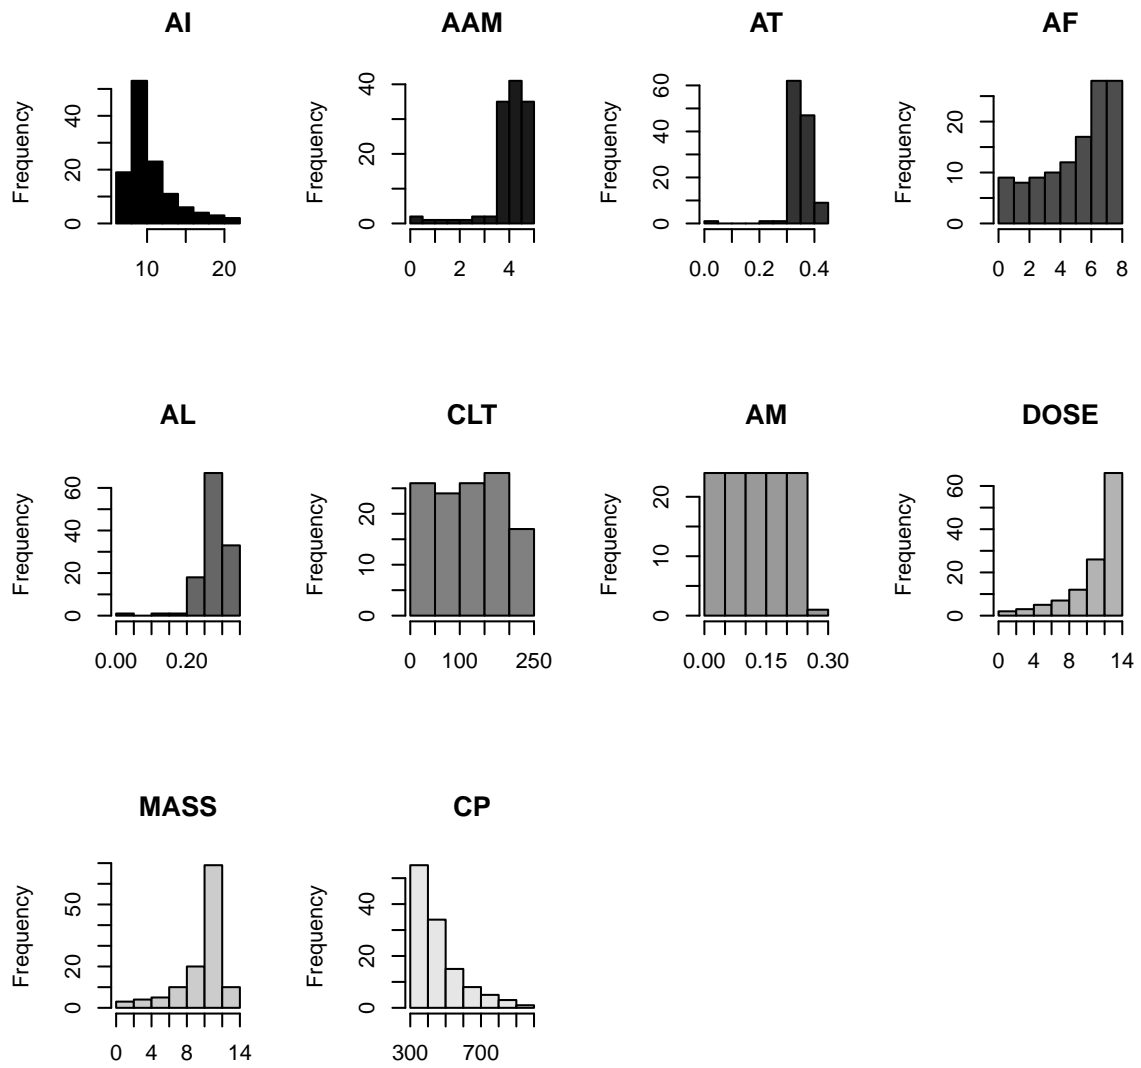 AI AAM AT AF
Frequency Frequency Frequency Frequency
0 20 40 0 20 40 0 20 40 60 0 10 20
10 20 0 2 4 0.0 0.2 0.4 0 2 4 6 8
AL CLT AM DOSE
Frequency Frequency Frequency Frequency
0 20 40 60 0 10 20 0 10 20 0 20 40 60
0.00 0.20 0 100 250 0.00 0.15 0.30 0 4 8 14
MASS CP
Frequency Frequency
0 20 50 0 20 40
0 4 8 14 300 700